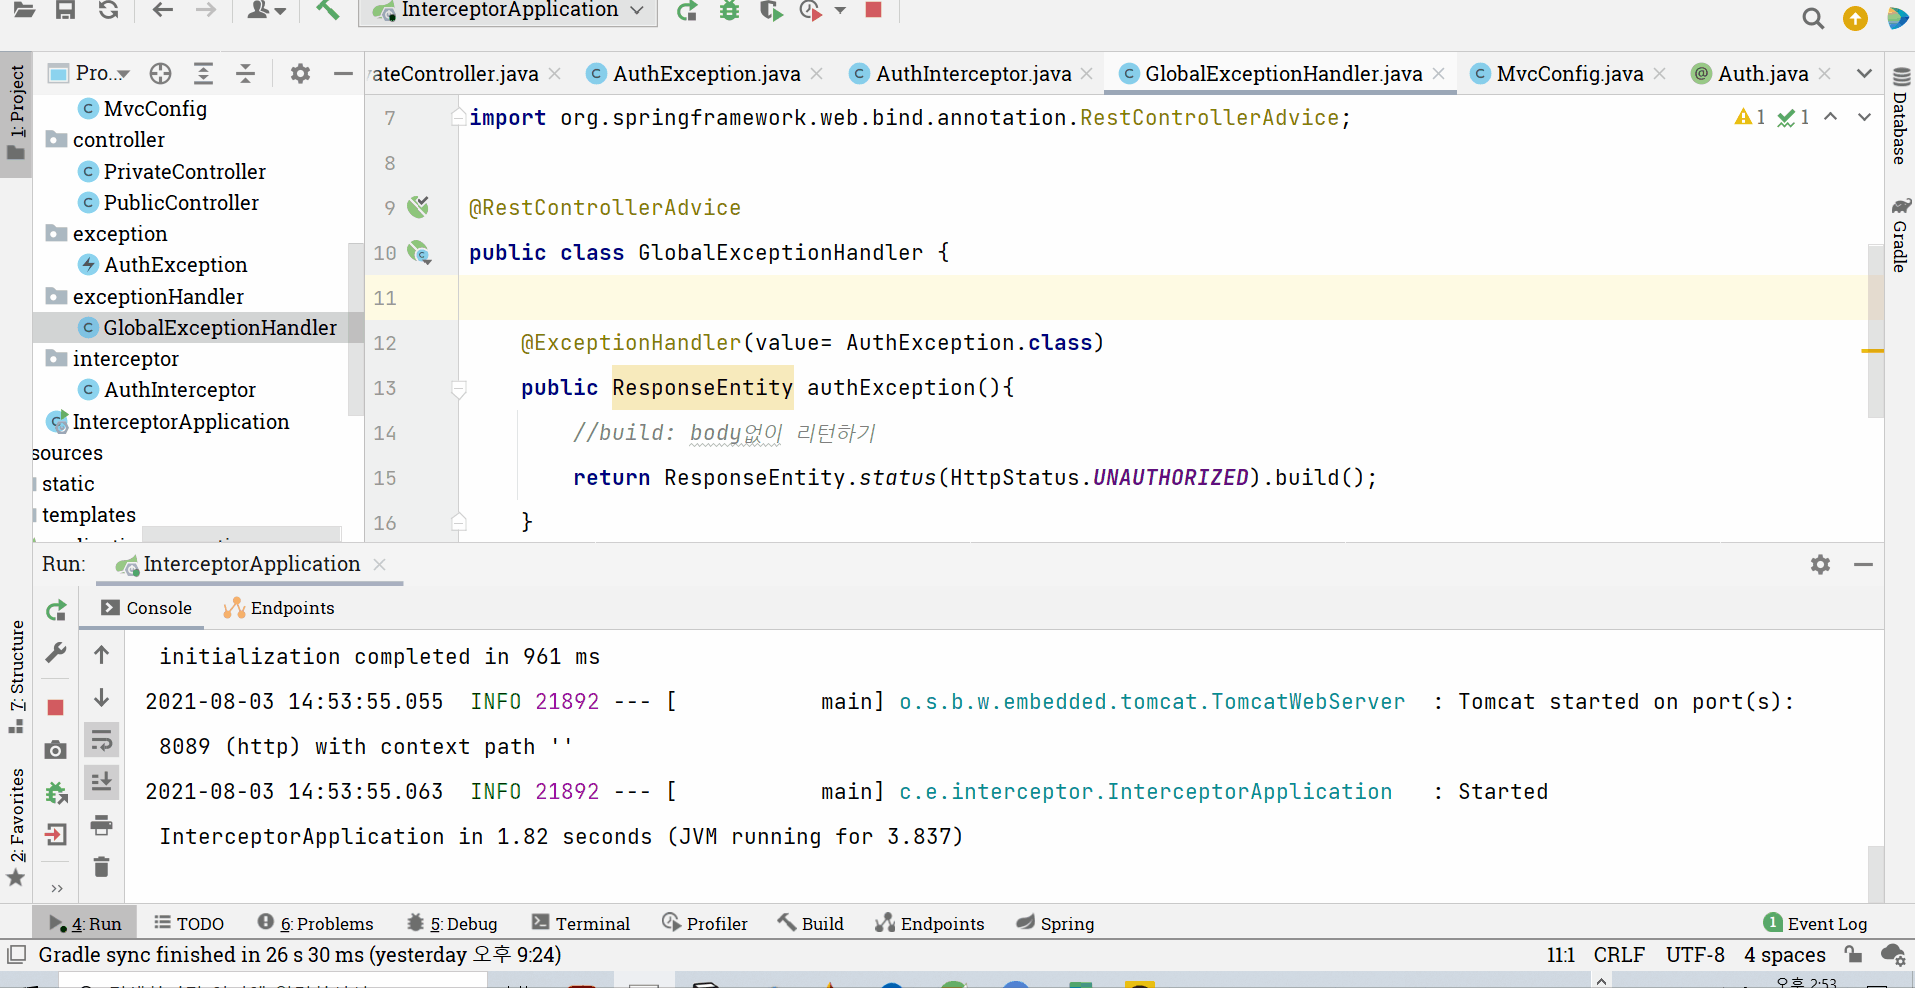 InterceptorApplication
1: Project
Pro...
ateController.java
AuthException.java
AuthInterceptor.java
GlobalExceptionHandler.java
MvcConfig.java
Auth.java
MvcConfig
controller
PrivateController
PublicController
exception
AuthException
exceptionHandler
GlobalExceptionHandler
interceptor
AuthInterceptor
InterceptorApplication
sources
static
templates
7 import org.springframework.web.bind.annotation.RestControllerAdvice;
1 1
8
9 @RestControllerAdvice
10 public class GlobalExceptionHandler {
11
12 @ExceptionHandler(value= AuthException.class)
13 public ResponseEntity authException(){
14 //build: body없이 리턴하기
15 return ResponseEntity.status(HttpStatus.UNAUTHORIZED).build();
16 }
Database
Gradle
Run: InterceptorApplication
Console Endpoints
7: Structure
2: Favorites
initialization completed in 961 ms
2021-08-03 14:53:55.055 INFO 21892 --- [ main] o.s.b.w.embedded.tomcat.TomcatWebServer : Tomcat started on port(s):
8089 (http) with context path ''
2021-08-03 14:53:55.063 INFO 21892 --- [ main] c.e.interceptor.InterceptorApplication : Started
InterceptorApplication in 1.82 seconds (JVM running for 3.837)
4: Run TODO 6: Problems 5: Debug Terminal Profiler Build Endpoints Spring 1 Event Log
Gradle sync finished in 26 s 30 ms (yesterday 오후 9:24) 11:1 CRLF UTF-8 4 spaces
오후 2:53